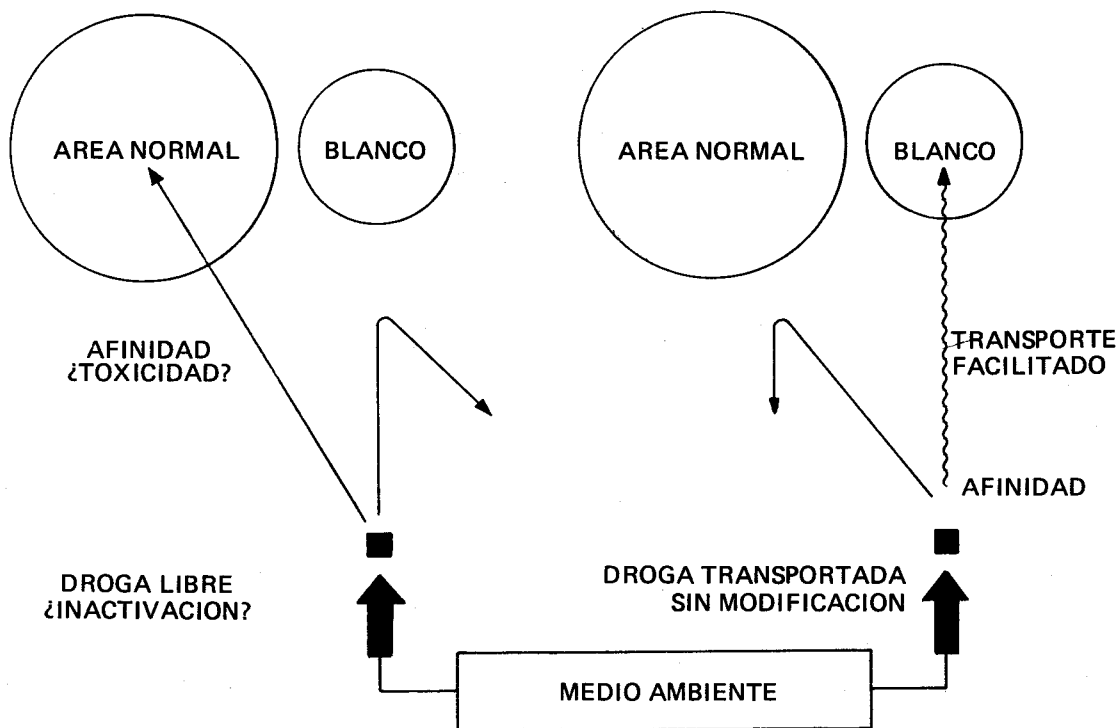 AREA NORMAL
BLANCO
AREA NORMAL
BLANCO
AFINIDAD
¿TOXICIDAD?
TRANSPORTE
FACILITADO
AFINIDAD
DROGA LIBRE
¿INACTIVACION?
DROGA TRANSPORTADA
SIN MODIFICACION
MEDIO AMBIENTE